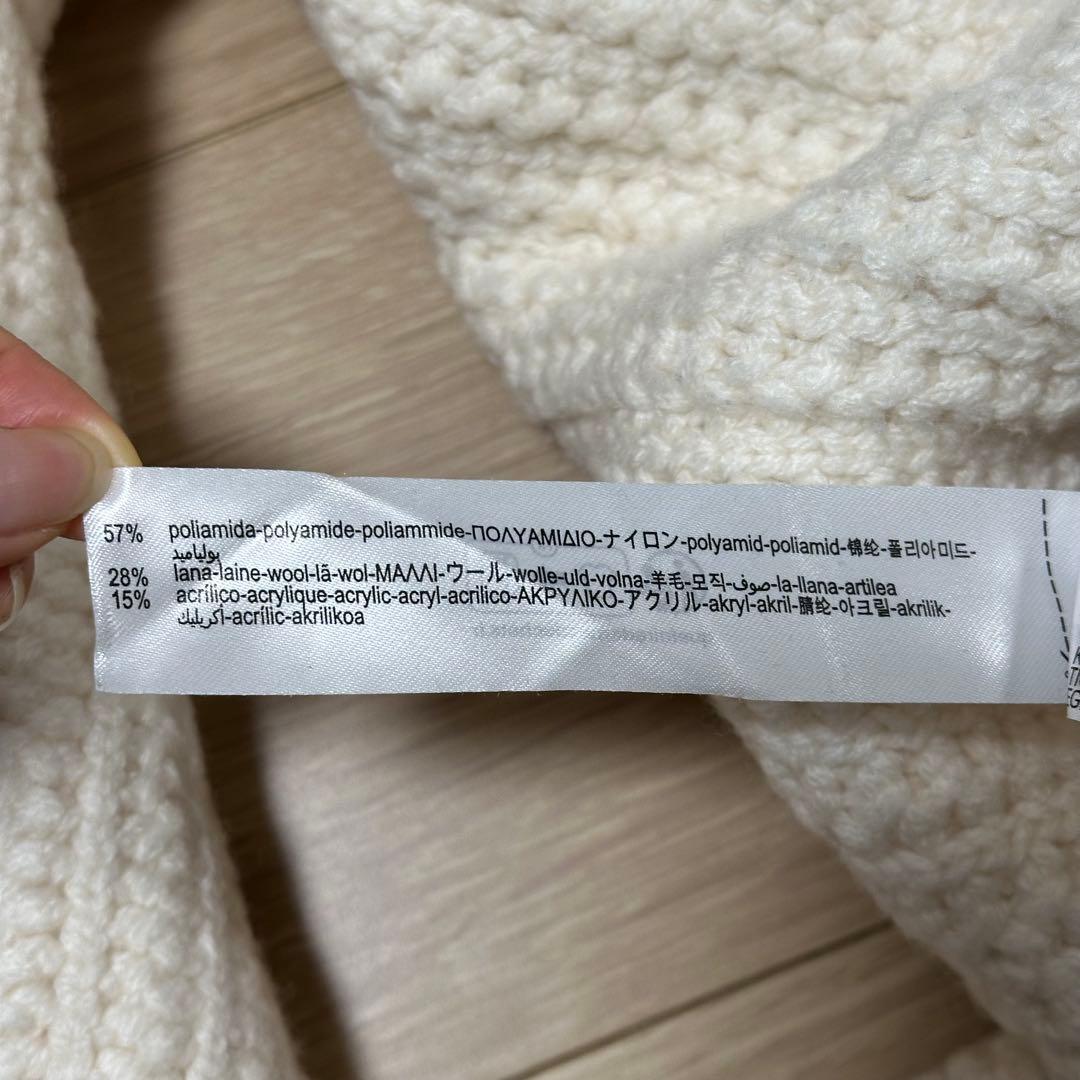 57% poliamida-polyamide-poliammide-ΠΟΛΥΑΜΙΔΙΟ-ナイロン-polyamid-poliamid-锦纶-폴리아미드-
بولياميد
28% lana-laine-wool-lã-wol-ΜΑΛΛΙ-ウール-wolle-uld-volna-羊毛-모직-صوف-la-llana-artilea
15% acrílico-acrylique-acrylic-acryl-acrilico-ΑΚΡΥΛΙΚΟ-アクリル-akryl-akril-腈纶-아크릴-akrilik-
أكريليك-acrílic-akrilikoa